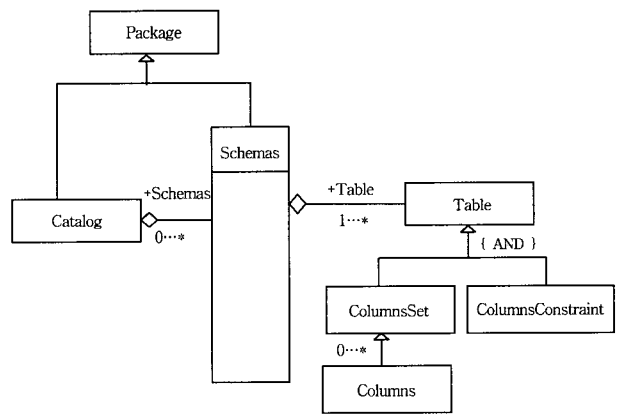 Package
Schemas
+Schemas
+Table
Catalog
Table
0···*
1···*
{ AND }
ColumnsSet
ColumnsConstraint
0···*
Columns